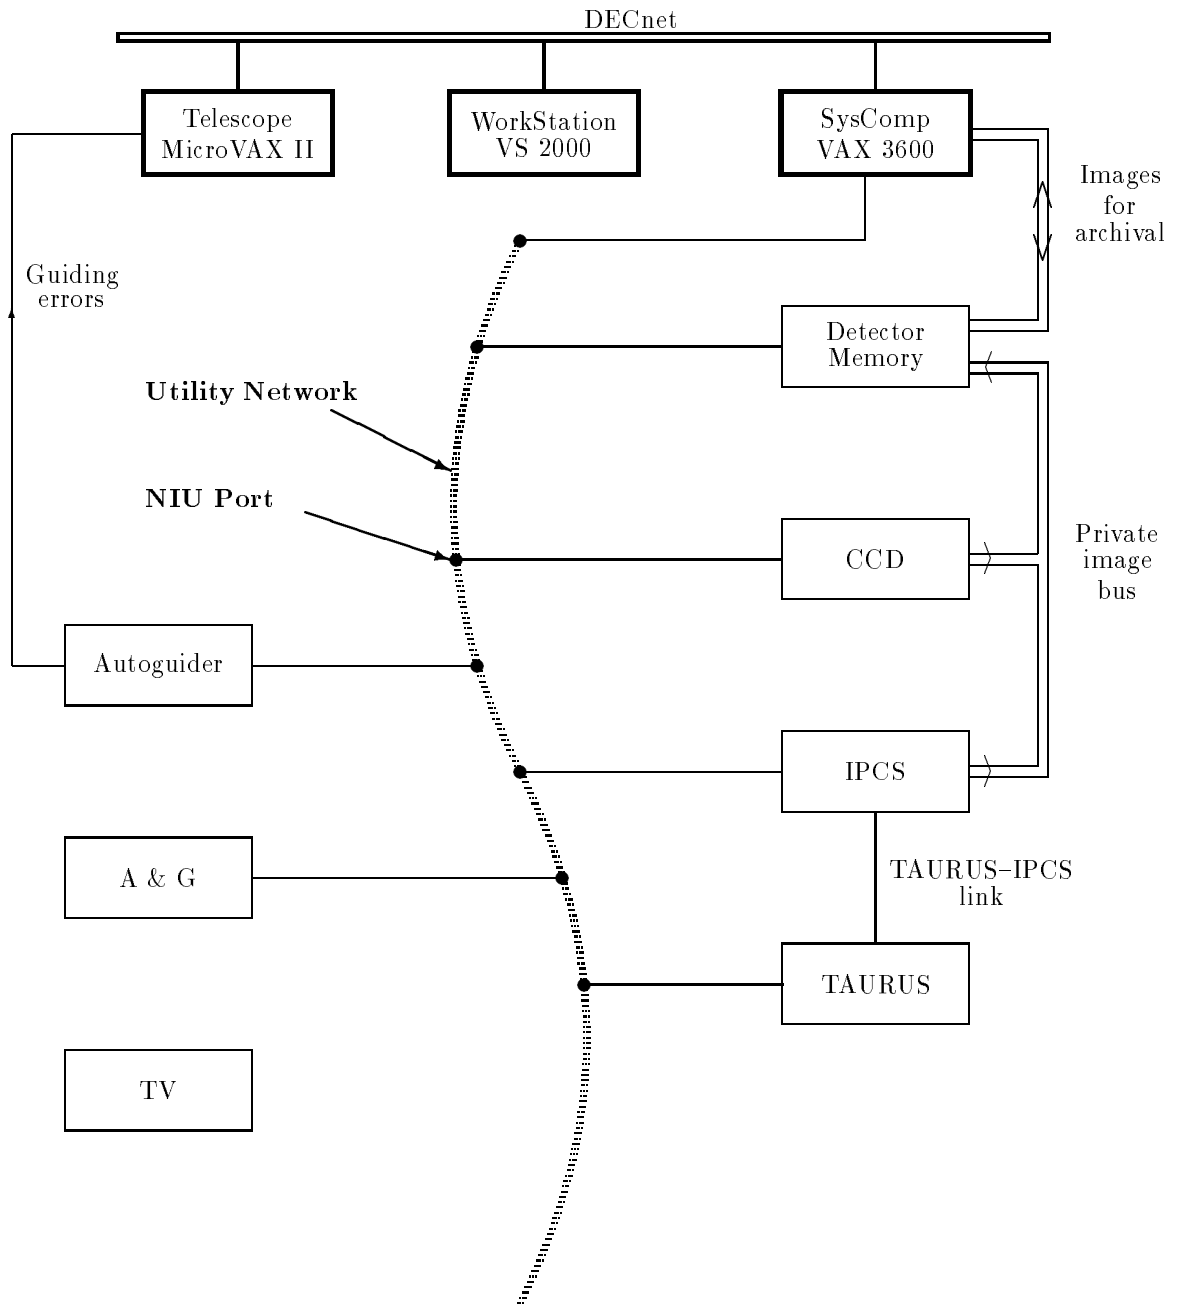 DECnet
Telescope
MicroVAX II
WorkStation
VS 2000
SysComp
VAX 3600
Images
for
archival
Guiding
errors
Detector
Memory
Utility Network
NIU Port
CCD
Private
image
bus
Autoguider
IPCS
A & G
TAURUS–IPCS
link
TAURUS
TV